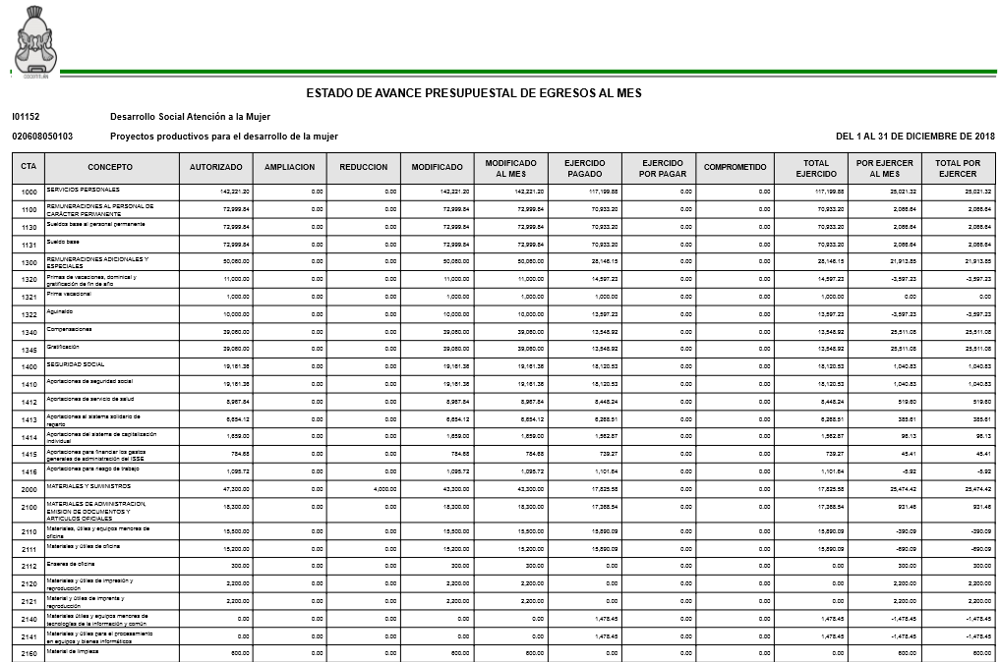 COCOTITLÁN
ESTADO DE AVANCE PRESUPUESTAL DE EGRESOS AL MES
I01152 Desarrollo Social Atención a la Mujer
020608050103 Proyectos productivos para el desarrollo de la mujer DEL 1 AL 31 DE DICIEMBRE DE 2018
CTA CONCEPTO AUTORIZADO AMPLIACION REDUCCION MODIFICADO MODIFICADO AL MES EJERCIDO PAGADO EJERCIDO POR PAGAR COMPROMETIDO TOTAL EJERCIDO POR EJERCER AL MES TOTAL POR EJERCER
1000 SERVICIOS PERSONALES 142,221.20 0.00 0.00 142,221.20 142,221.20 117,199.88 0.00 0.00 117,199.88 25,021.32 25,021.32
1100 REMUNERACIONES AL PERSONAL DE CARÁCTER PERMANENTE 72,999.84 0.00 0.00 72,999.84 72,999.84 70,933.20 0.00 0.00 70,933.20 2,066.64 2,066.64
1130 Sueldos base al personal permanente 72,999.84 0.00 0.00 72,999.84 72,999.84 70,933.20 0.00 0.00 70,933.20 2,066.64 2,066.64
1131 Sueldo base 72,999.84 0.00 0.00 72,999.84 72,999.84 70,933.20 0.00 0.00 70,933.20 2,066.64 2,066.64
1300 REMUNERACIONES ADICIONALES Y ESPECIALES 50,060.00 0.00 0.00 50,060.00 50,060.00 28,146.15 0.00 0.00 28,146.15 21,913.85 21,913.85
1320 Primas de vacaciones, dominical y gratificación de fin de año 11,000.00 0.00 0.00 11,000.00 11,000.00 14,597.23 0.00 0.00 14,597.23 -3,597.23 -3,597.23
1321 Prima vacacional 1,000.00 0.00 0.00 1,000.00 1,000.00 1,000.00 0.00 0.00 1,000.00 0.00 0.00
1322 Aguinaldo 10,000.00 0.00 0.00 10,000.00 10,000.00 13,597.23 0.00 0.00 13,597.23 -3,597.23 -3,597.23
1340 Compensaciones 39,060.00 0.00 0.00 39,060.00 39,060.00 13,548.92 0.00 0.00 13,548.92 25,511.08 25,511.08
1345 Gratificación 39,060.00 0.00 0.00 39,060.00 39,060.00 13,548.92 0.00 0.00 13,548.92 25,511.08 25,511.08
1400 SEGURIDAD SOCIAL 19,161.36 0.00 0.00 19,161.36 19,161.36 18,120.53 0.00 0.00 18,120.53 1,040.83 1,040.83
1410 Aportaciones de seguridad social 19,161.36 0.00 0.00 19,161.36 19,161.36 18,120.53 0.00 0.00 18,120.53 1,040.83 1,040.83
1412 Aportaciones de servicio de salud 8,967.84 0.00 0.00 8,967.84 8,967.84 8,448.24 0.00 0.00 8,448.24 519.60 519.60
1413 Aportaciones al sistema solidario de reparto 6,654.12 0.00 0.00 6,654.12 6,654.12 6,268.51 0.00 0.00 6,268.51 385.61 385.61
1414 Aportaciones del sistema de capitalización individual 1,659.00 0.00 0.00 1,659.00 1,659.00 1,562.87 0.00 0.00 1,562.87 96.13 96.13
1415 Aportaciones para financiar los gastos generales de administración del ISSE 784.68 0.00 0.00 784.68 784.68 739.27 0.00 0.00 739.27 45.41 45.41
1416 Aportaciones para riesgo de trabajo 1,095.72 0.00 0.00 1,095.72 1,095.72 1,101.64 0.00 0.00 1,101.64 -5.92 -5.92
2000 MATERIALES Y SUMINISTROS 47,300.00 0.00 4,000.00 43,300.00 43,300.00 17,825.58 0.00 0.00 17,825.58 25,474.42 25,474.42
2100 MATERIALES DE ADMINISTRACION, EMISION DE DOCUMENTOS Y ARTICULOS OFICIALES 18,300.00 0.00 0.00 18,300.00 18,300.00 17,368.54 0.00 0.00 17,368.54 931.46 931.46
2110 Materiales, útiles y equipos menores de oficina 15,500.00 0.00 0.00 15,500.00 15,500.00 15,890.09 0.00 0.00 15,890.09 -390.09 -390.09
2111 Materiales y útiles de oficina 15,200.00 0.00 0.00 15,200.00 15,200.00 15,890.09 0.00 0.00 15,890.09 -690.09 -690.09
2112 Enseres de oficina 300.00 0.00 0.00 300.00 300.00 0.00 0.00 0.00 0.00 300.00 300.00
2120 Materiales y útiles de impresión y reproducción 2,200.00 0.00 0.00 2,200.00 2,200.00 0.00 0.00 0.00 0.00 2,200.00 2,200.00
2121 Material y útiles de imprenta y reproducción 2,200.00 0.00 0.00 2,200.00 2,200.00 0.00 0.00 0.00 0.00 2,200.00 2,200.00
2140 Materiales útiles y equipos menores de tecnologías de la información y común 0.00 0.00 0.00 0.00 0.00 1,478.45 0.00 0.00 1,478.45 -1,478.45 -1,478.45
2141 Materiales y útiles para el procesamiento en equipos y bienes informáticos 0.00 0.00 0.00 0.00 0.00 1,478.45 0.00 0.00 1,478.45 -1,478.45 -1,478.45
2160 Material de limpieza 600.00 0.00 0.00 600.00 600.00 0.00 0.00 0.00 0.00 600.00 600.00